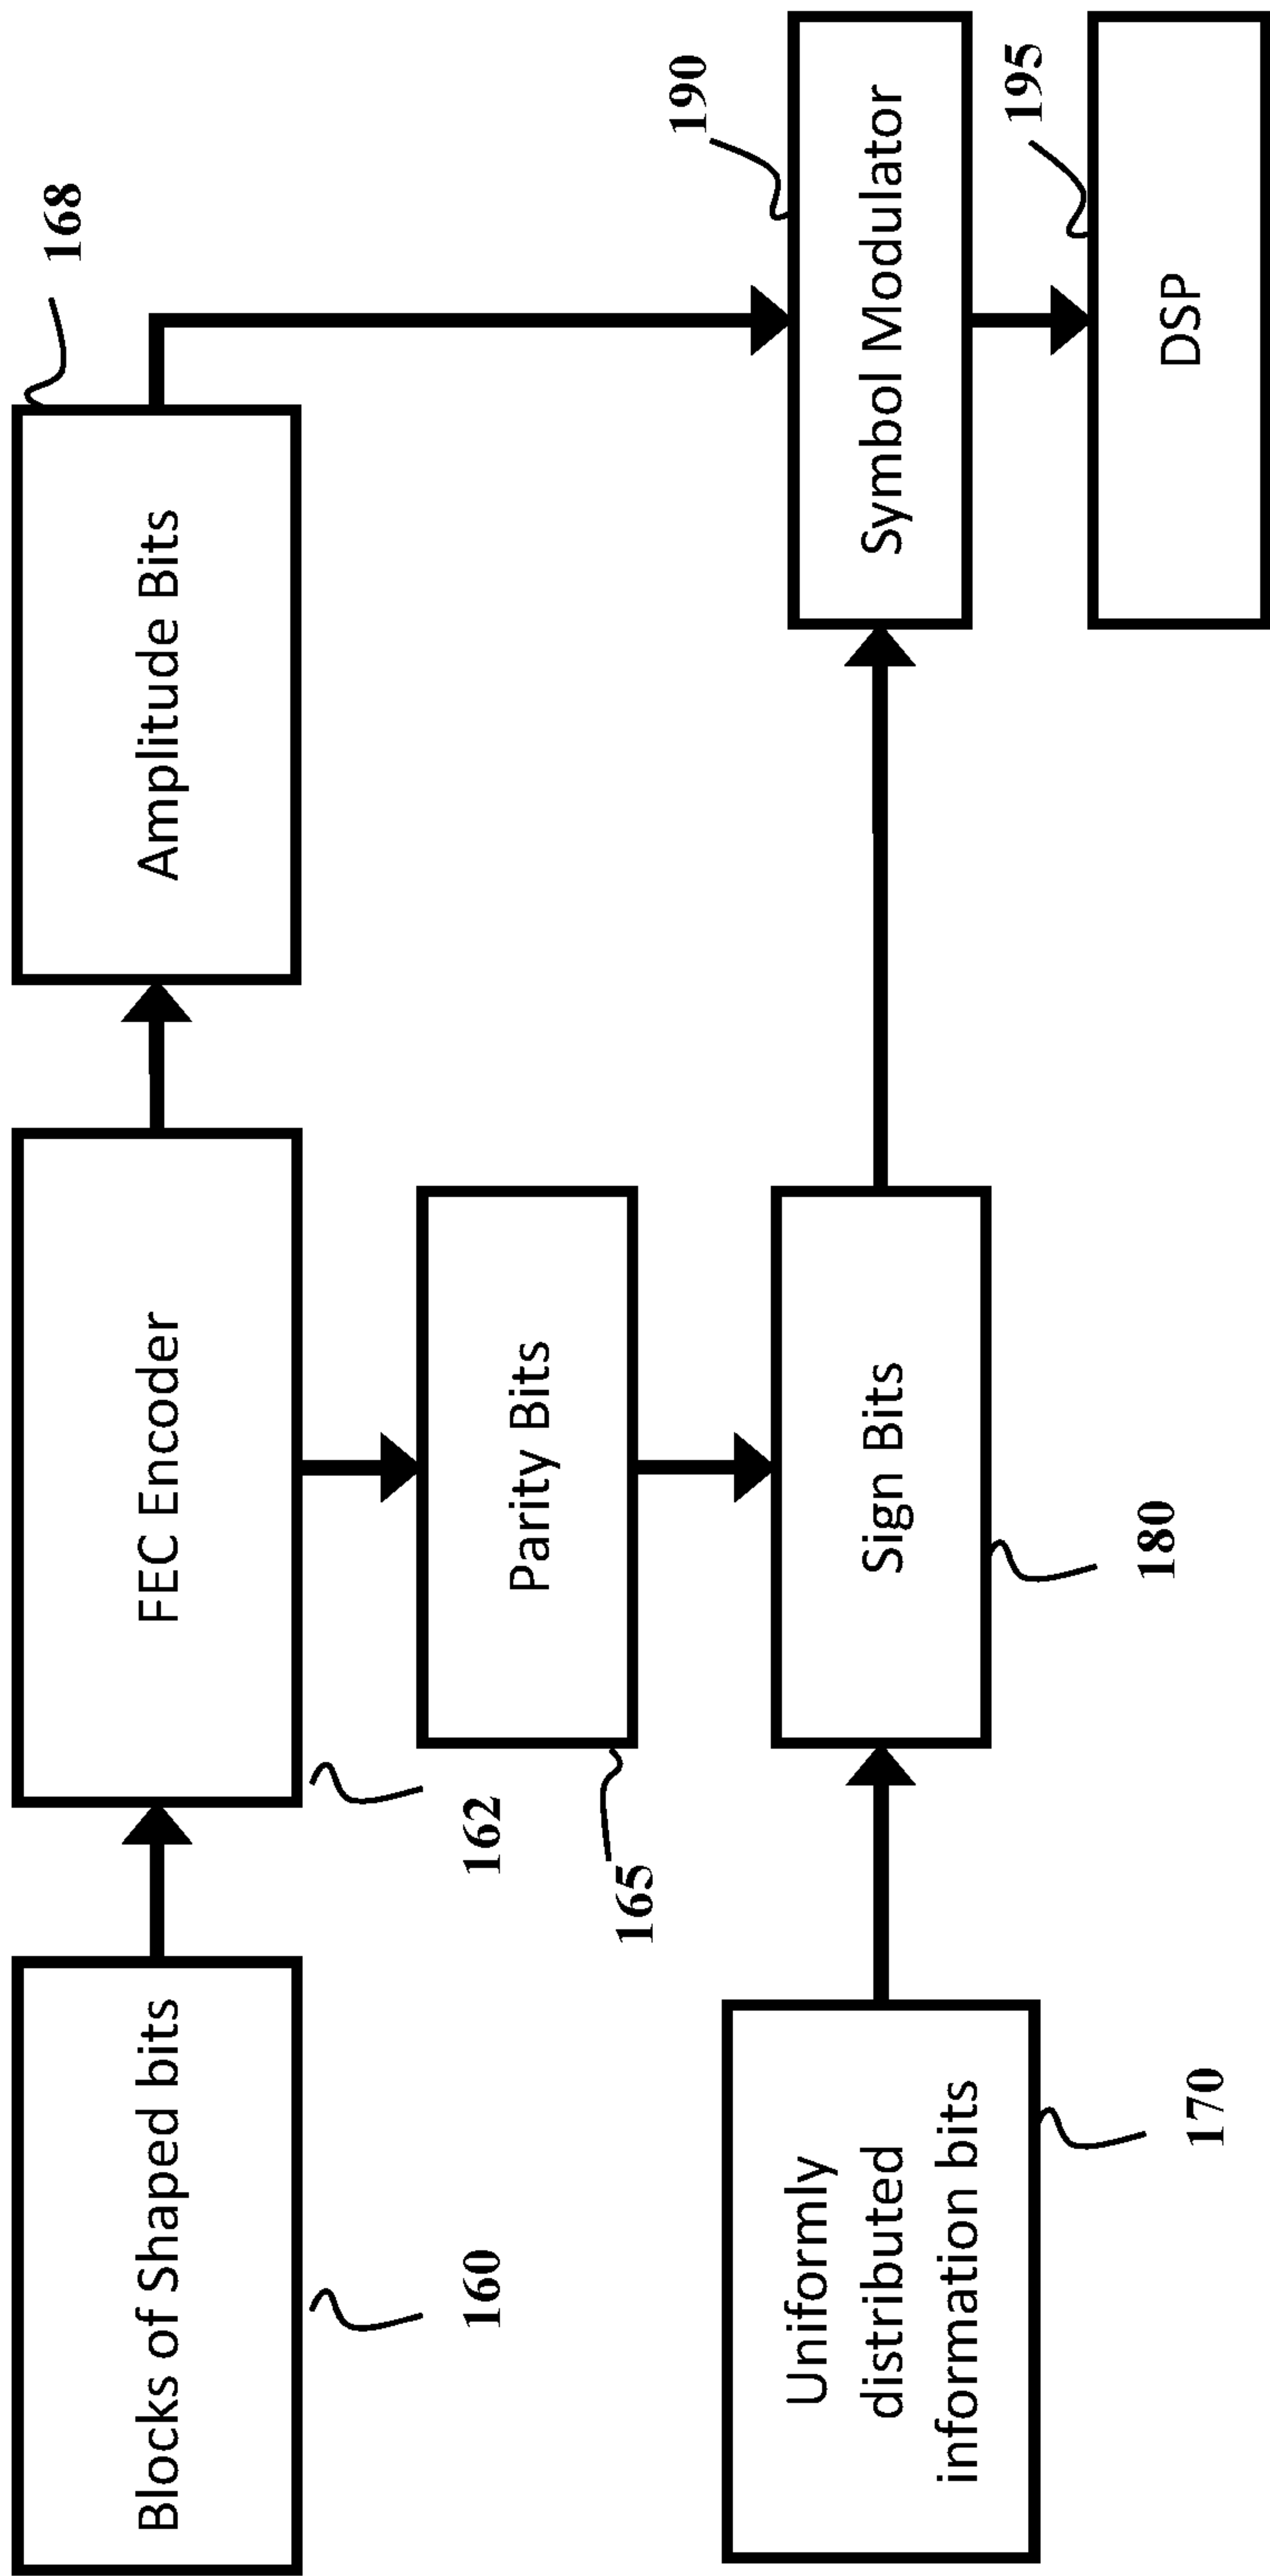 Blocks of Shaped bits
160
FEC Encoder
162
Amplitude Bits
168
Parity Bits
165
Uniformly
distributed
information bits
170
Sign Bits
180
Symbol Modulator
190
DSP
195